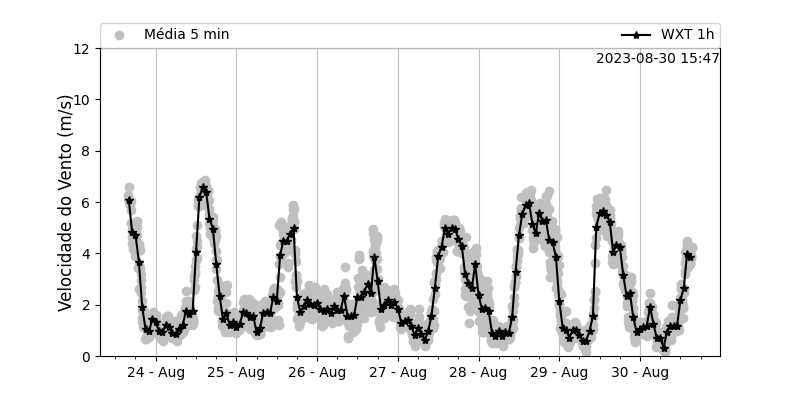 Média 5 min
WXT 1h
2023-08-30 15:47
Velocidade do Vento (m/s)
12
10
8
6
4
2
0
24 - Aug
25 - Aug
26 - Aug
27 - Aug
28 - Aug
29 - Aug
30 - Aug